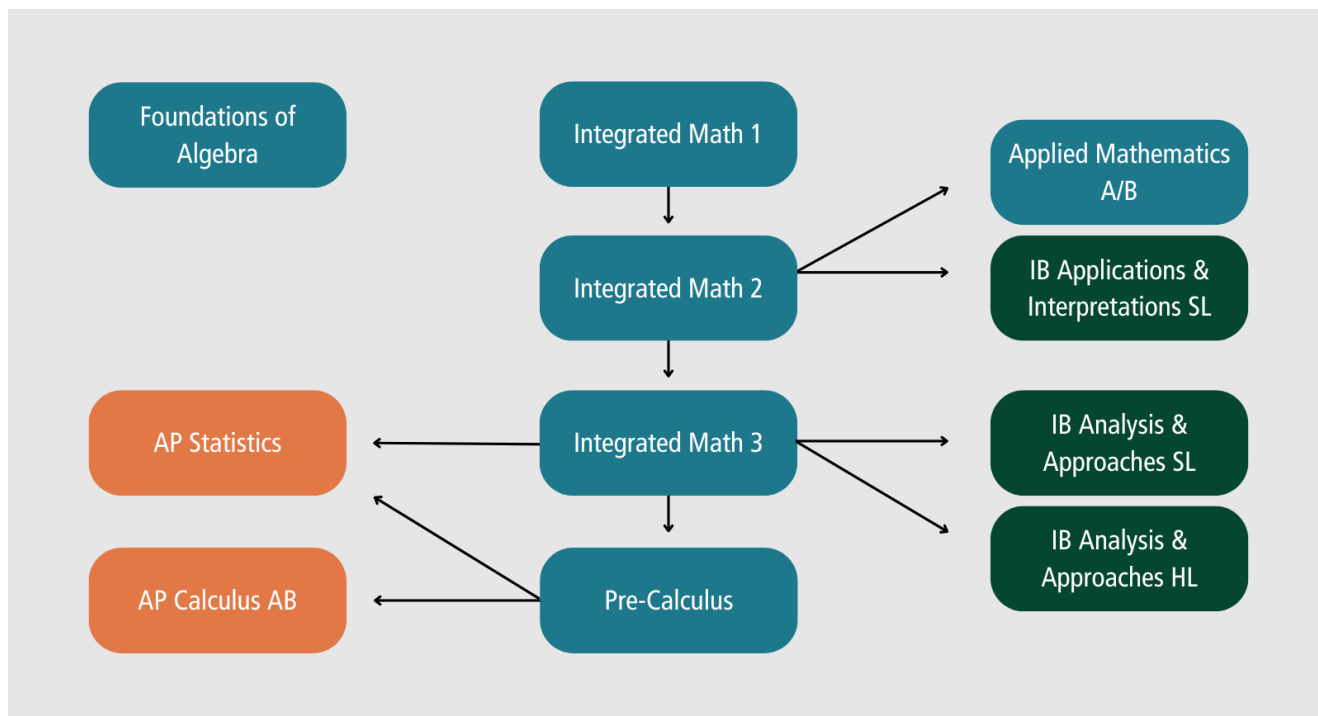 Foundations of
Algebra
Integrated Math 1
Applied Mathematics
A/B
Integrated Math 2
IB Applications &
Interpretations SL
AP Statistics
Integrated Math 3
IB Analysis &
Approaches SL
AP Calculus AB
Pre-Calculus
IB Analysis &
Approaches HL